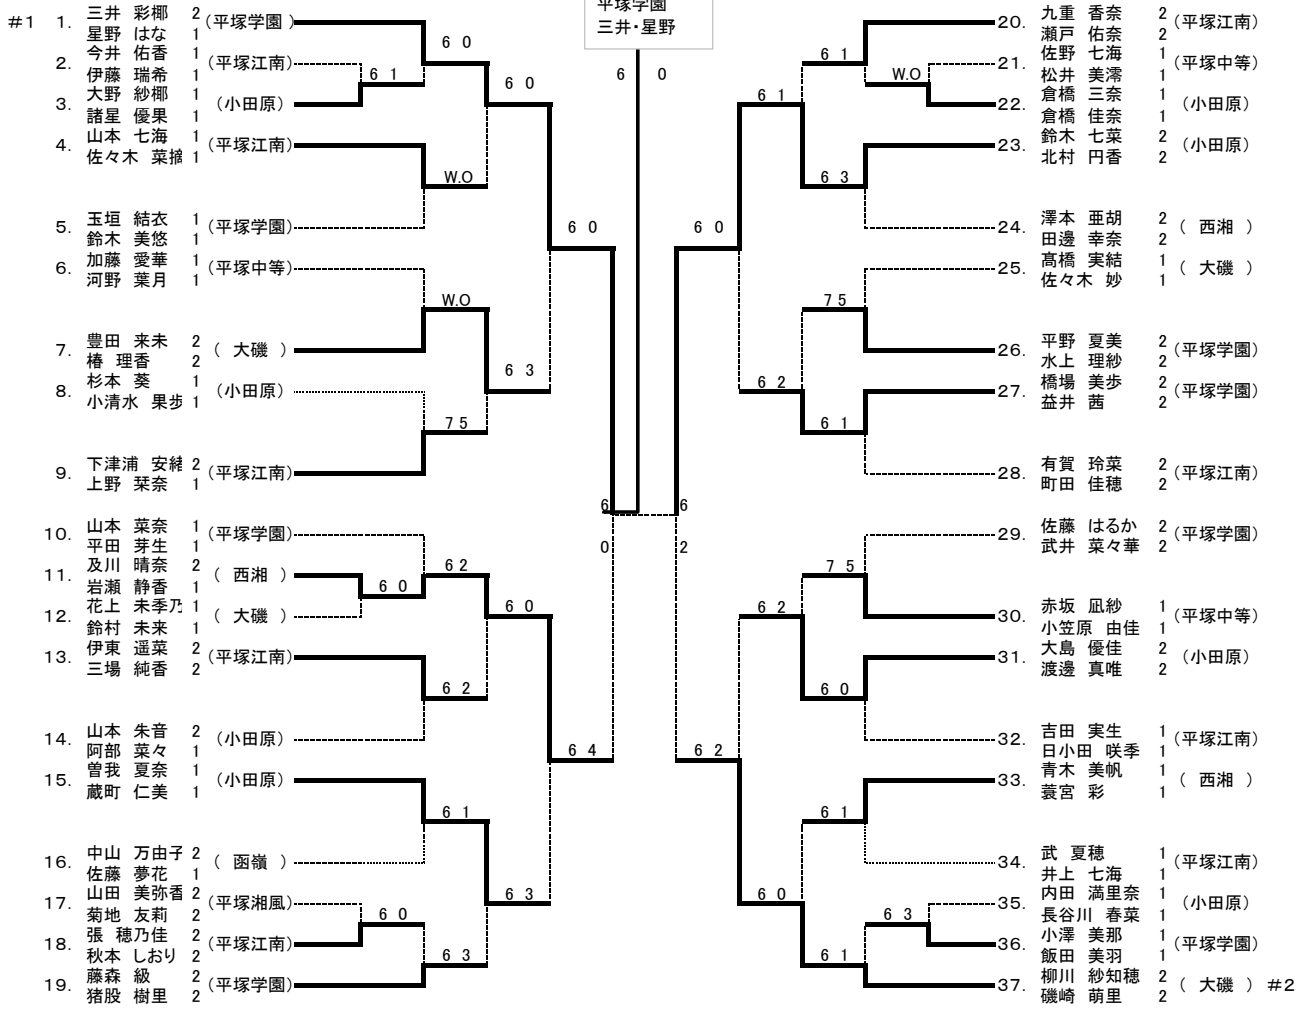 平塚学園
三井・星野
6 0
#1 1. 三井 彩椰 2 (平塚学園)
星野 はな 1
2. 今井 佑香 1 (平塚江南)
伊藤 瑞希 1
3. 大野 紗椰 1 (小田原)
諸星 優果 1
4. 山本 七海 1 (平塚江南)
佐々木 菜摘 1
5. 玉垣 結衣 1 (平塚学園)
鈴木 美悠 1
6. 加藤 愛華 1 (平塚中等)
河野 葉月 1
7. 豊田 来未 2 (大磯)
椿 理香 2
8. 杉本 葵 1 (小田原)
小清水 果歩 1
9. 下津浦 安緒 2 (平塚江南)
上野 栞奈 1
10. 山本 菜奈 1 (平塚学園)
平田 芽生 1
11. 及川 晴奈 2 (西湘)
岩瀬 静香 1
12. 花上 未季乃 1 (大磯)
鈴村 未来 1
13. 伊東 遥菜 2 (平塚江南)
三場 純香 2
14. 山本 朱音 2 (小田原)
阿部 菜々 1
15. 曽我 夏奈 1 (小田原)
蔵町 仁美 1
16. 中山 万由子 2 (函嶺)
佐藤 夢花 1
17. 山田 美弥香 2 (平塚湘風)
菊地 友莉 2
18. 張 穂乃佳 2 (平塚江南)
秋本 しおり 2
19. 藤森 級 2 (平塚学園)
猪股 樹里 2
6 0
6 1
6 0
W.O
6 0
W.O
6 3
7 5
6 2
6 0
6 0
6 2
6 4
6 1
6 3
6 0
6 3
6
0
6
2
20. 九重 香奈 2 (平塚江南)
瀬戸 佑奈 2
21. 佐野 七海 1 (平塚中等)
松井 美澪 1
22. 倉橋 三奈 1 (小田原)
倉橋 佳奈 1
23. 鈴木 七菜 2 (小田原)
北村 円香 2
24. 澤本 亜胡 2 (西湘)
田邊 幸奈 2
25. 髙橋 実結 1 (大磯)
佐々木 妙 1
26. 平野 夏美 2 (平塚学園)
水上 理紗 2
27. 橋場 美歩 2 (平塚学園)
益井 茜 2
28. 有賀 玲菜 2 (平塚江南)
町田 佳穂 2
29. 佐藤 はるか 2 (平塚学園)
武井 菜々華 2
30. 赤坂 凪紗 1 (平塚中等)
小笠原 由佳 1
31. 大島 優佳 2 (小田原)
渡邊 真唯 2
32. 吉田 実生 1 (平塚江南)
日小田 咲季 1
33. 青木 美帆 1 (西湘)
蓑宮 彩 1
34. 武 夏穂 1 (平塚江南)
井上 七海 1
35. 内田 満里奈 1 (小田原)
長谷川 春菜 1
36. 小澤 美那 1 (平塚学園)
飯田 美羽 1
37. 柳川 紗知穂 2 (大磯) #2
磯崎 萌里 2
6 1
W.O
6 1
6 3
6 0
7 5
6 2
6 1
7 5
6 2
6 0
6 2
6 1
6 0
6 3
6 1